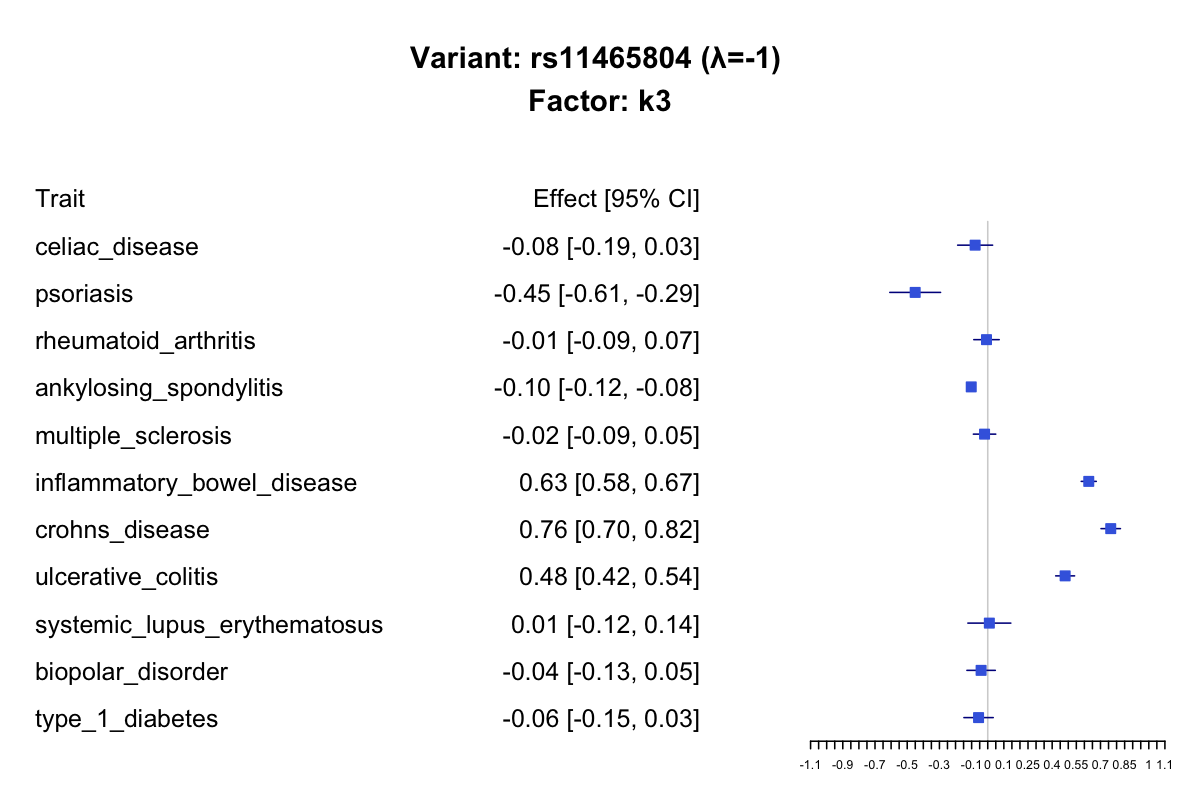 Variant: rs11465804 (λ=-1)
Factor: k3
Trait Effect [95% CI]
celiac_disease -0.08 [-0.19, 0.03]
psoriasis -0.45 [-0.61, -0.29]
rheumatoid_arthritis -0.01 [-0.09, 0.07]
ankylosing_spondylitis -0.10 [-0.12, -0.08]
multiple_sclerosis -0.02 [-0.09, 0.05]
inflammatory_bowel_disease 0.63 [0.58, 0.67]
crohns_disease 0.76 [0.70, 0.82]
ulcerative_colitis 0.48 [0.42, 0.54]
systemic_lupus_erythematosus 0.01 [-0.12, 0.14]
biopolar_disorder -0.04 [-0.13, 0.05]
type_1_diabetes -0.06 [-0.15, 0.03]
-1.1 -0.9 -0.7 -0.5 -0.3 -0.1 0 0.1 0.25 0.4 0.55 0.7 0.85 1 1.1